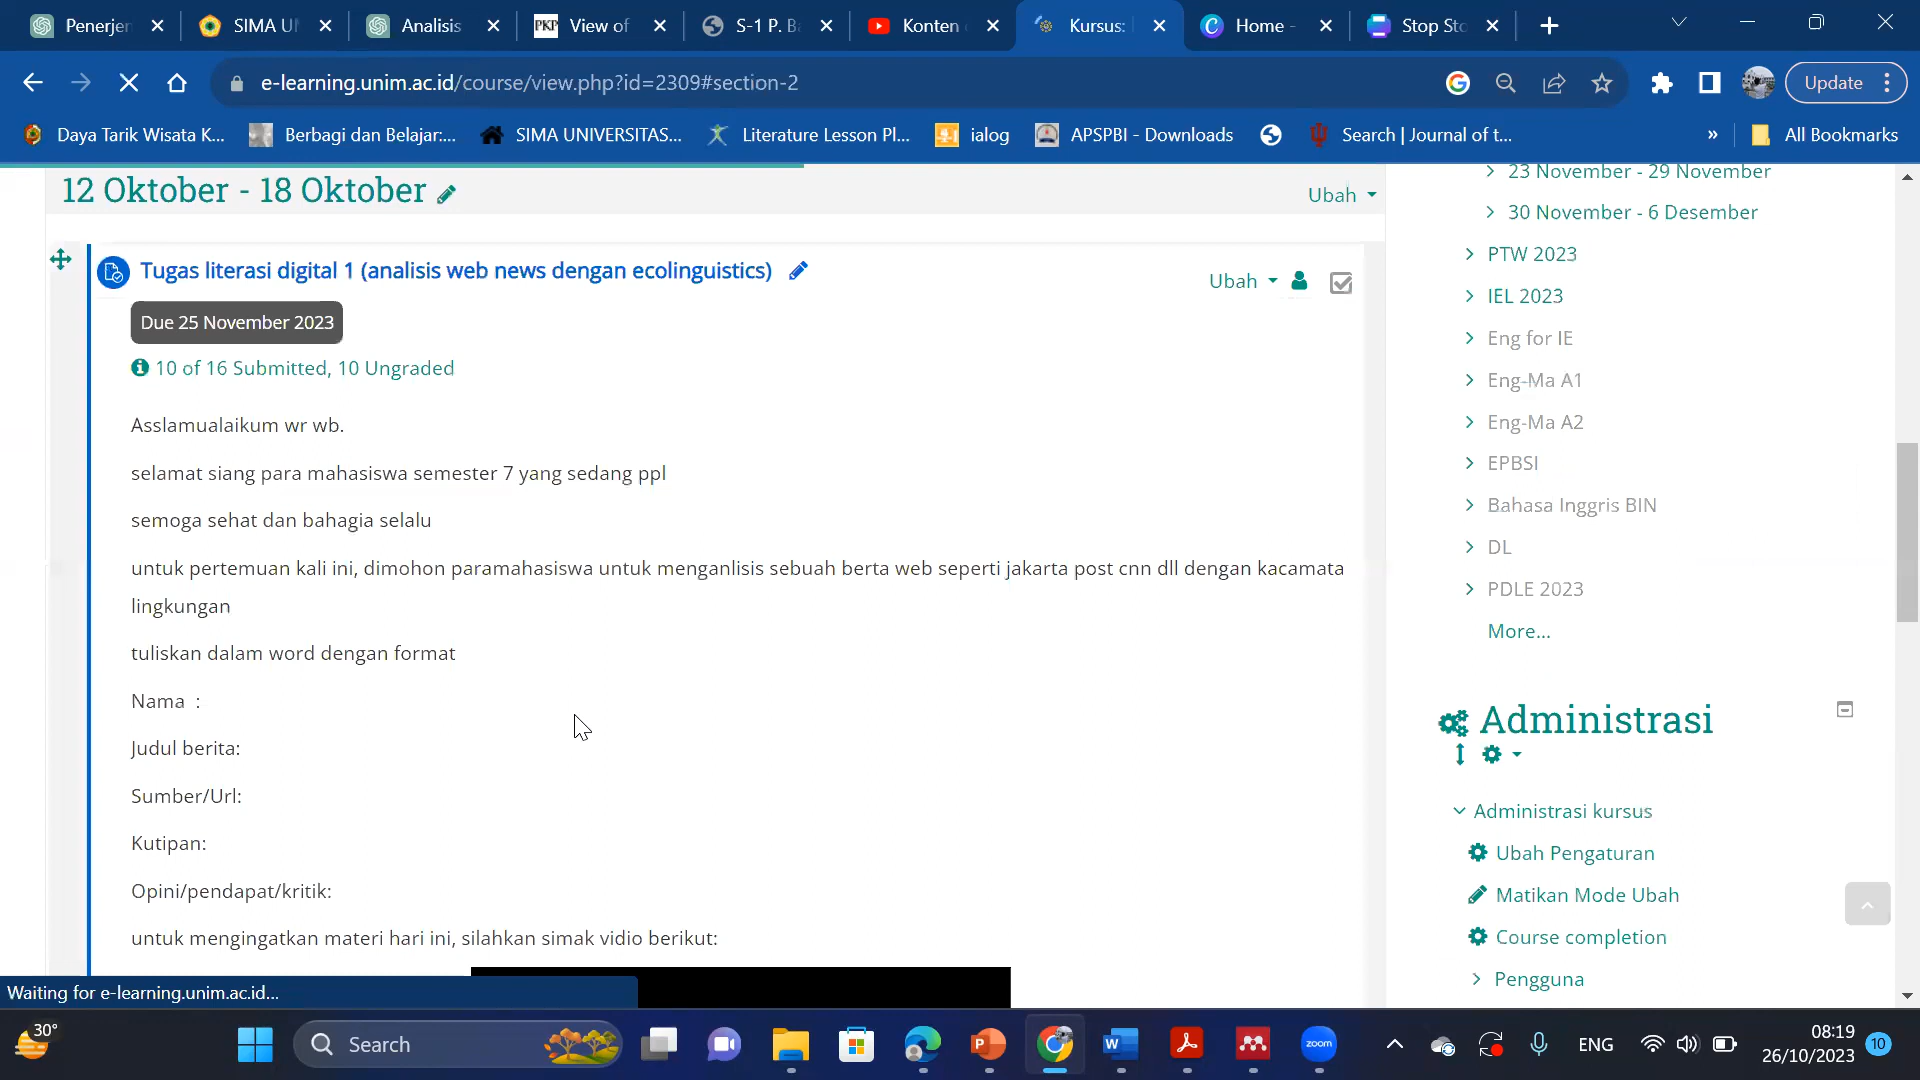 Penerjen
SIMA UN
Analisis
PKP
View of
S-1 P. Ba
Konten
Kursus:
Home -
Stop Sto
e-learning.unim.ac.id/course/view.php?id=2309#section-2
Update
Daya Tarik Wisata K...
Berbagi dan Belajar:...
SIMA UNIVERSITAS...
Literature Lesson Pl...
ialog
APSPBI - Downloads
Search | Journal of t...
»
All Bookmarks
12 Oktober - 18 Oktober
Ubah
Tugas literasi digital 1 (analisis web news dengan ecolinguistics)
Ubah
Due 25 November 2023
10 of 16 Submitted, 10 Ungraded
Asslamualaikum wr wb.
selamat siang para mahasiswa semester 7 yang sedang ppl
semoga sehat dan bahagia selalu
untuk pertemuan kali ini, dimohon paramahasiswa untuk menganlisis sebuah berta web seperti jakarta post cnn dll dengan kacamata
lingkungan
tuliskan dalam word dengan format
Nama :
Judul berita:
Sumber/Url:
Kutipan:
Opini/pendapat/kritik:
untuk mengingatkan materi hari ini, silahkan simak vidio berikut:
23 November - 29 November
30 November - 6 Desember
PTW 2023
IEL 2023
Eng for IE
Eng-Ma A1
Eng-Ma A2
EPBSI
Bahasa Inggris BIN
DL
PDLE 2023
More...
Administrasi
Administrasi kursus
Ubah Pengaturan
Matikan Mode Ubah
Course completion
Pengguna
Waiting for e-learning.unim.ac.id...
30°
Search
P
W
zoom
ENG
08:19
26/10/2023
10